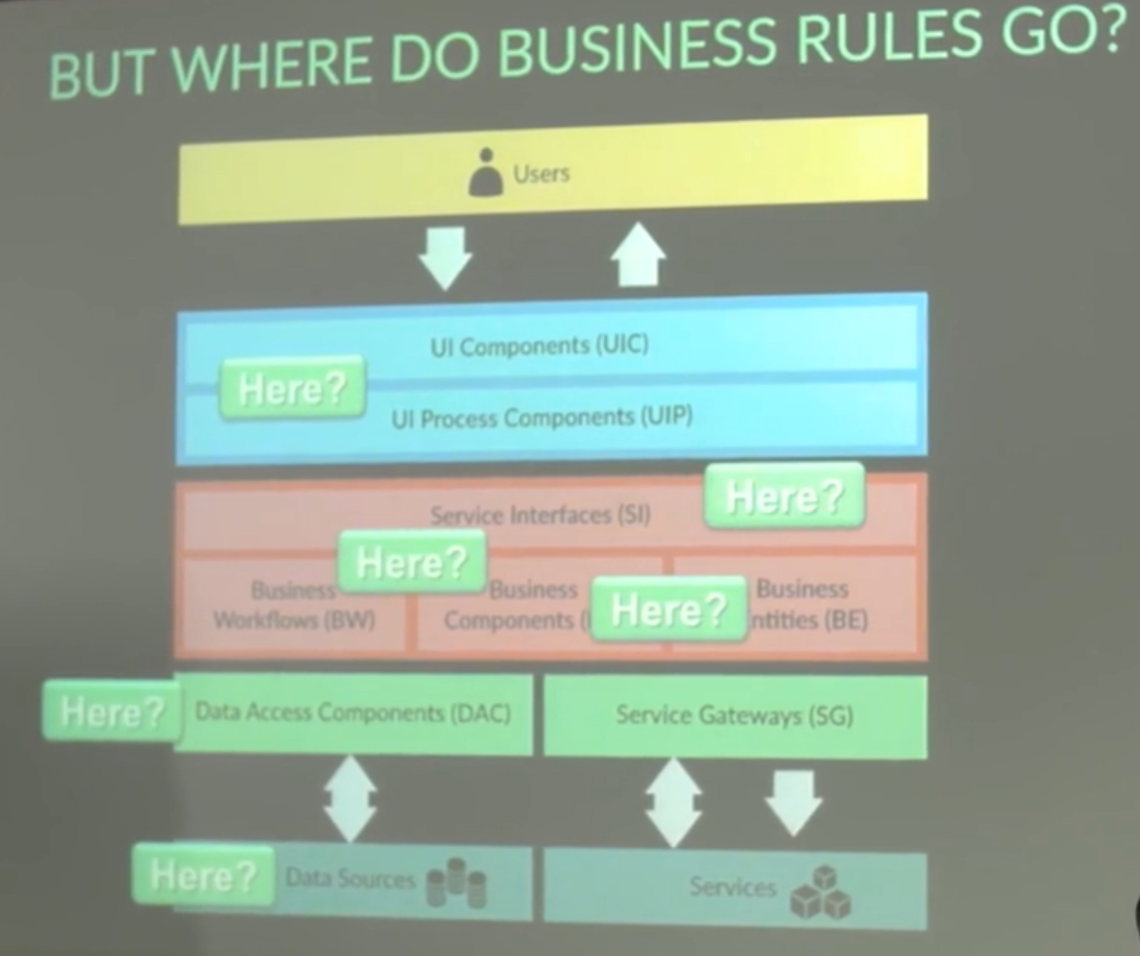 BUT WHERE DO BUSINESS RULES GO?
Users
UI Components (UIC)
Here?
UI Process Components (UIP)
Here?
Service Interfaces (SI)
Here?
Business
Workflows (BW)
Business
Components (
Here?
Business
ntities (BE)
Here?
Data Access Components (DAC)
Service Gateways (SG)
Here?
Data Sources
Services